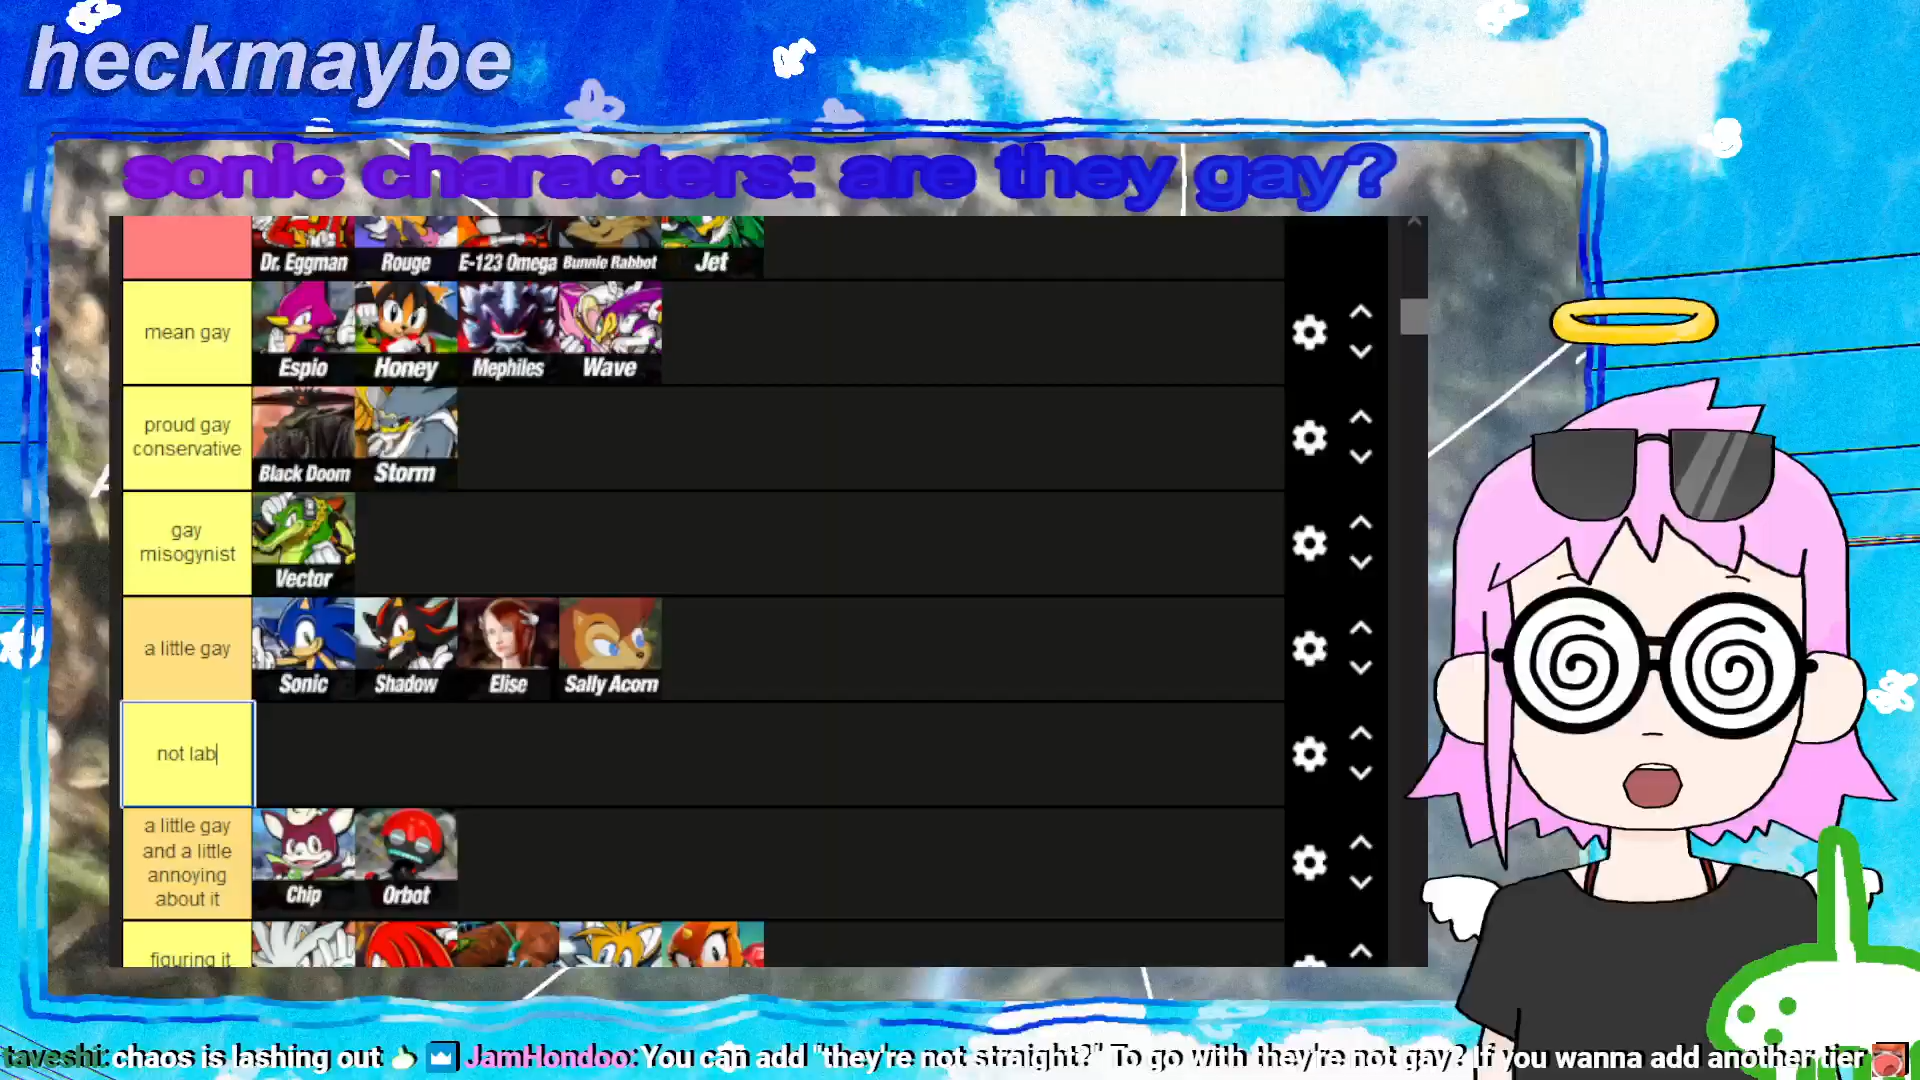 heckmaybe
sonic characters: are they gay?
Dr. Eggman Rouge E-123 Omega Bunnie Rabbot Jet
mean gay
Espio Honey Mephiles Wave
proud gay
conservative
Black Doom Storm
gay
misogynist
Vector
a little gay
Sonic Shadow Elise Sally Acorn
not lab
a little gay
and a little
annoying
about it
Chip Orbot
figuring it
taveshi: chaos is lashing out JamHondoo: You can add "they're not straight?" To go with they're not gay? If you wanna add another tier